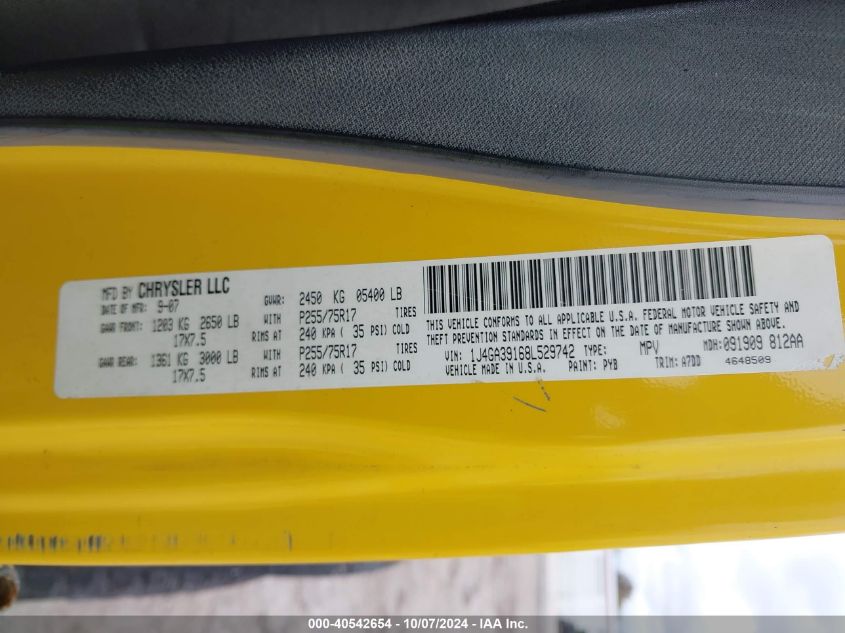 MFD BY CHRYSLER LLC
DATE OF MFR: 9-07
GVWR: 2450 KG 05400 LB
GAWR FRONT: 1203 KG 2650 LB WITH P255/75R17 TIRES
17X7.5 RIMS AT 240 KPA ( 35 PSI) COLD
GAWR REAR: 1361 KG 3000 LB WITH P255/75R17 TIRES
17X7.5 RIMS AT 240 KPA ( 35 PSI) COLD
THIS VEHICLE CONFORMS TO ALL APPLICABLE U.S.A. FEDERAL MOTOR VEHICLE SAFETY AND
THEFT PREVENTION STANDARDS IN EFFECT ON THE DATE OF MANUFACTURE SHOWN ABOVE.
VIN: 1J4GA39168L529742 TYPE: MPV MDH: 091909 812AA
VEHICLE MADE IN U.S.A. PAINT: PYB TRIM: A7DD 4648509
000-40542654 - 10/07/2024 - IAA Inc.